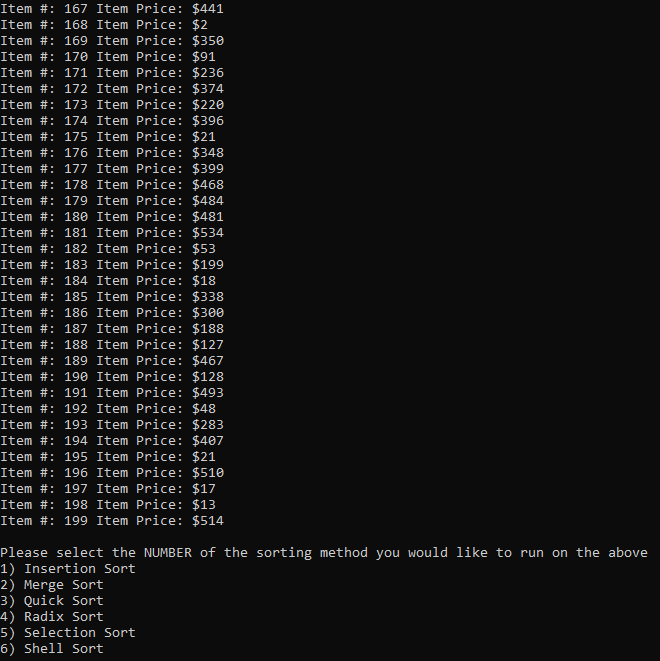 Item #: 167 Item Price: $441
Item #: 168 Item Price: $2
Item #: 169 Item Price: $350
Item #: 170 Item Price: $91
Item #: 171 Item Price: $236
Item #: 172 Item Price: $374
Item #: 173 Item Price: $220
Item #: 174 Item Price: $396
Item #: 175 Item Price: $21
Item #: 176 Item Price: $348
Item #: 177 Item Price: $399
Item #: 178 Item Price: $468
Item #: 179 Item Price: $484
Item #: 180 Item Price: $481
Item #: 181 Item Price: $534
Item #: 182 Item Price: $53
Item #: 183 Item Price: $199
Item #: 184 Item Price: $18
Item #: 185 Item Price: $338
Item #: 186 Item Price: $300
Item #: 187 Item Price: $188
Item #: 188 Item Price: $127
Item #: 189 Item Price: $467
Item #: 190 Item Price: $128
Item #: 191 Item Price: $493
Item #: 192 Item Price: $48
Item #: 193 Item Price: $283
Item #: 194 Item Price: $407
Item #: 195 Item Price: $21
Item #: 196 Item Price: $510
Item #: 197 Item Price: $17
Item #: 198 Item Price: $13
Item #: 199 Item Price: $514
Please select the NUMBER of the sorting method you would like to run on the above
1) Insertion Sort
2) Merge Sort
3) Quick Sort
4) Radix Sort
5) Selection Sort
6) Shell Sort